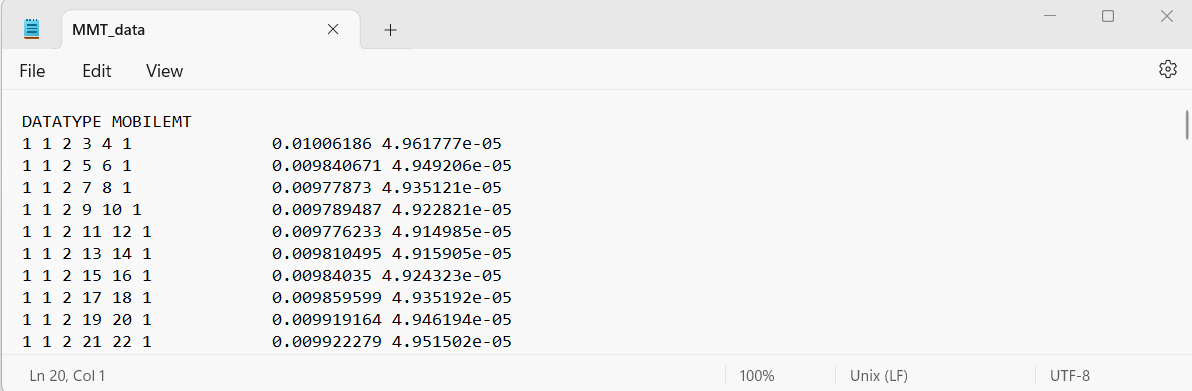 MMT_data
File Edit View
DATATYPE MOBILEMT
1 1 2 3 4 1 0.01006186 4.961777e-05
1 1 2 5 6 1 0.009840671 4.949206e-05
1 1 2 7 8 1 0.00977873 4.935121e-05
1 1 2 9 10 1 0.009789487 4.922821e-05
1 1 2 11 12 1 0.009776233 4.914985e-05
1 1 2 13 14 1 0.009810495 4.915905e-05
1 1 2 15 16 1 0.00984035 4.924323e-05
1 1 2 17 18 1 0.009859599 4.935192e-05
1 1 2 19 20 1 0.009919164 4.946194e-05
1 1 2 21 22 1 0.009922279 4.951502e-05
Ln 20, Col 1 100% Unix (LF) UTF-8